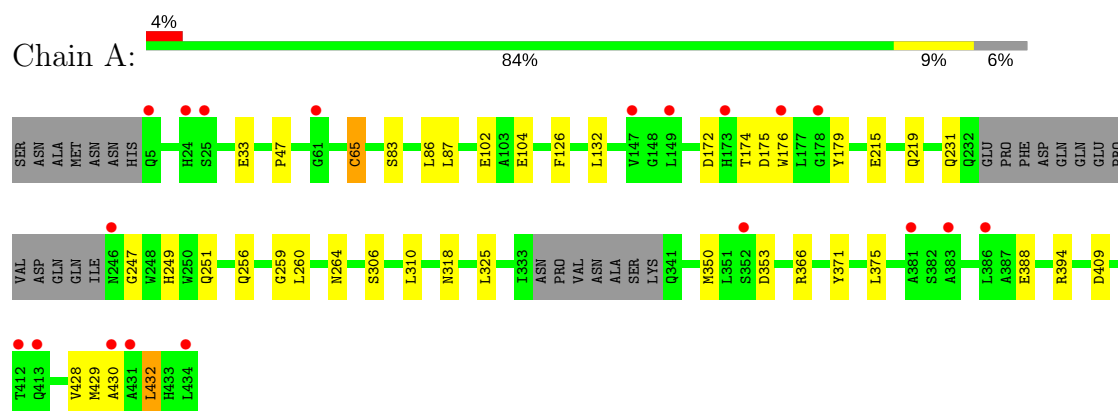 4%
Chain A:
84% 9% 6%
SER ASN ALA MET ASN ASN HIS Q5 H24 S25 E33 P47 G61 C65 S83 L86 L87 E102 A103 E104 F126 L132 V147 G148 L149 D172 H173 T174 D175 W176 L177 G178 Y179 E215 Q219 Q231 Q232 GLU PRO PHE ASP GLN GLN GLU PRO
VAL ASP GLN GLN ILE N246 G247 W248 H249 W250 Q251 Q256 G259 L260 N264 S306 L310 N318 L325 I333 ASN PRO VAL ASN ALA SER LYS Q341 M350 L351 S352 D353 R366 Y371 L375 A381 S382 A383 L386 A387 E388 R394 D409
T412 Q413 V428 M429 A430 A431 L432 H433 L434